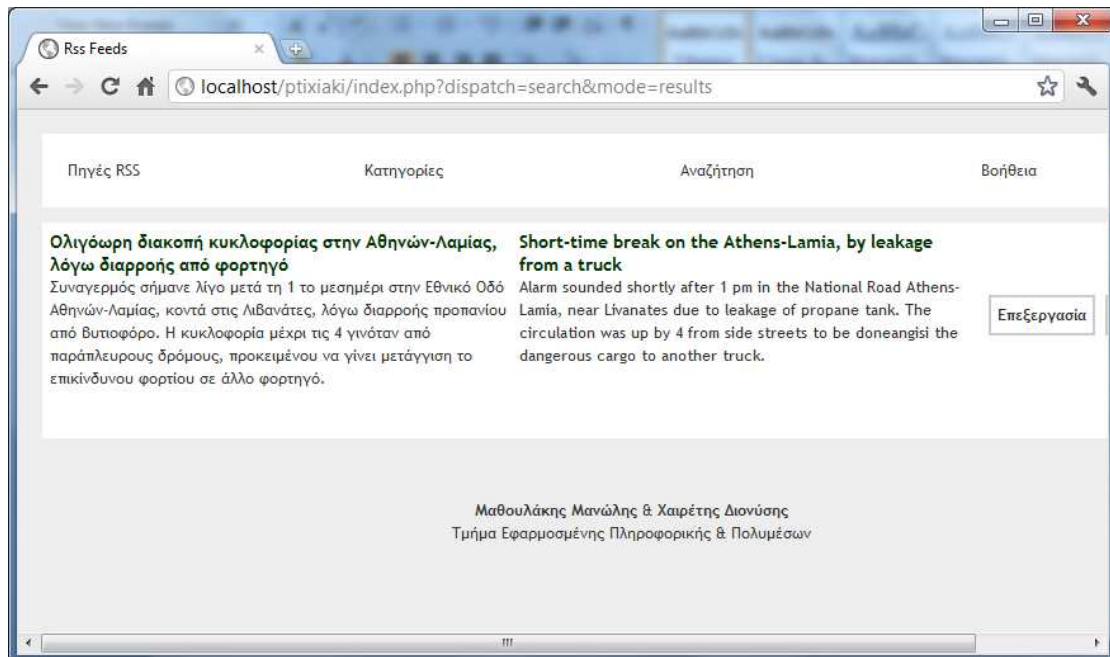 Rss Feeds
localhost/ptixiaki/index.php?dispatch=search&mode=results
Πηγές RSS Κατηγορίες Αναζήτηση Βοήθεια
Ολιγόωρη διακοπή κυκλοφορίας στην Αθηνών-Λαμίας,
λόγω διαρροής από φορτηγό
Συναγερμός σήμανε λίγο μετά τη 1 το μεσημέρι στην Εθνικό Οδό
Αθηνών-Λαμίας, κοντά στις Λιβανάτες, λόγω διαρροής προπανίου
από βυτιοφόρο. Η κυκλοφορία μέχρι τις 4 γινόταν από
παράπλευρους δρόμους, προκειμένου να γίνει μετάγγιση το
επικίνδυνου φορτίου σε άλλο φορτηγό.
Short-time break on the Athens-Lamia, by leakage
from a truck
Alarm sounded shortly after 1 pm in the National Road Athens-
Lamia, near Livanates due to leakage of propane tank. The
circulation was up by 4 from side streets to be doneangisi the
dangerous cargo to another truck.
Επεξεργασία
Μαθουλάκης Μανώλης & Χαιρέτης Διονύσης
Τμήμα Εφαρμοσμένης Πληροφορικής & Πολυμέσων